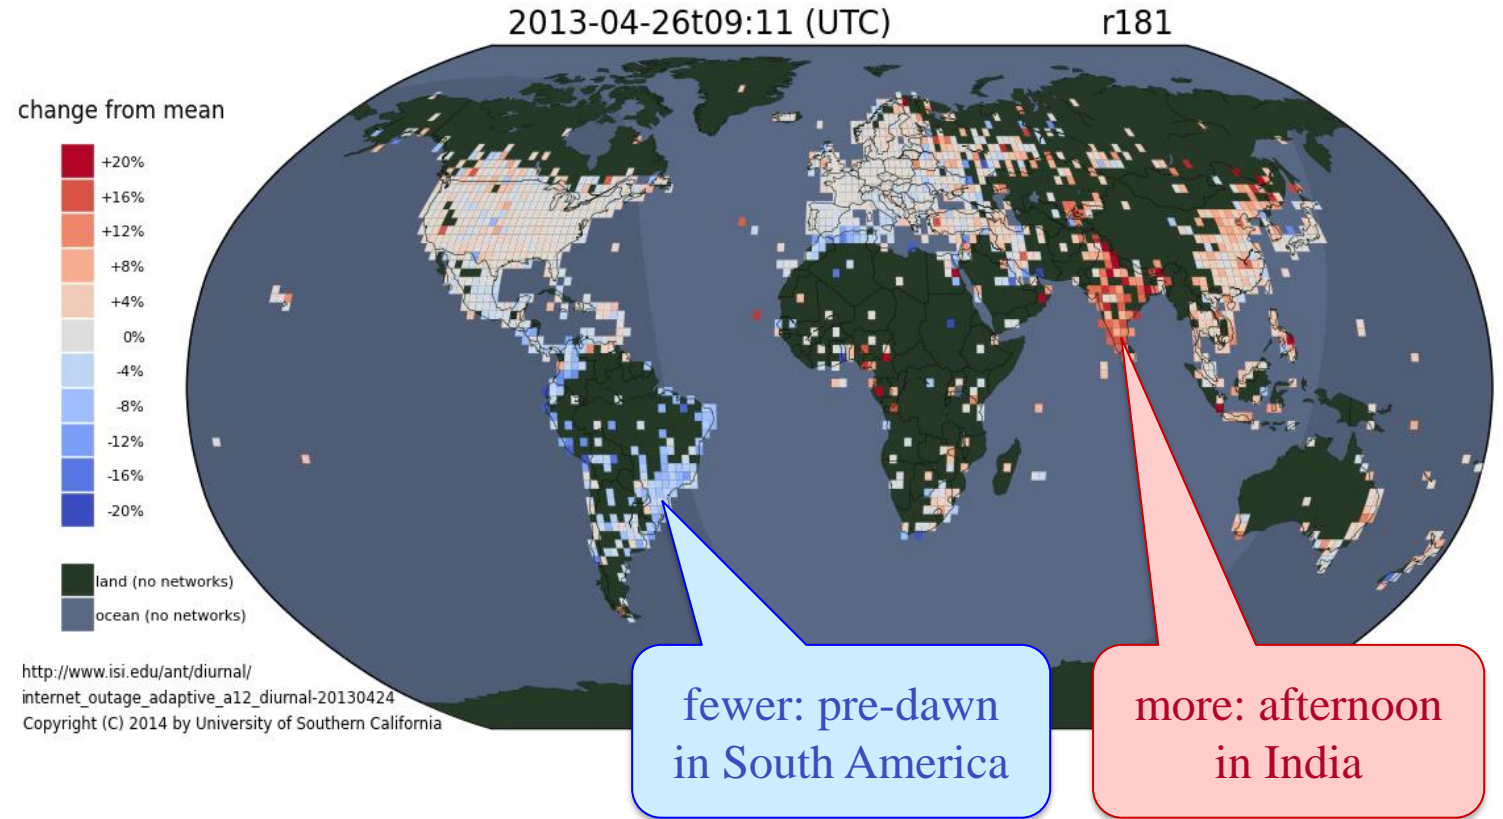 2013-04-26t09:11 (UTC)
r181
change from mean
+20%
+16%
+12%
+8%
+4%
0%
-4%
-8%
-12%
-16%
-20%
land (no networks)
ocean (no networks)
http://www.isi.edu/ant/diurnal/
internet_outage_adaptive_a12_diurnal-20130424
Copyright (C) 2014 by University of Southern California
fewer: pre-dawn
in South America
more: afternoon
in India